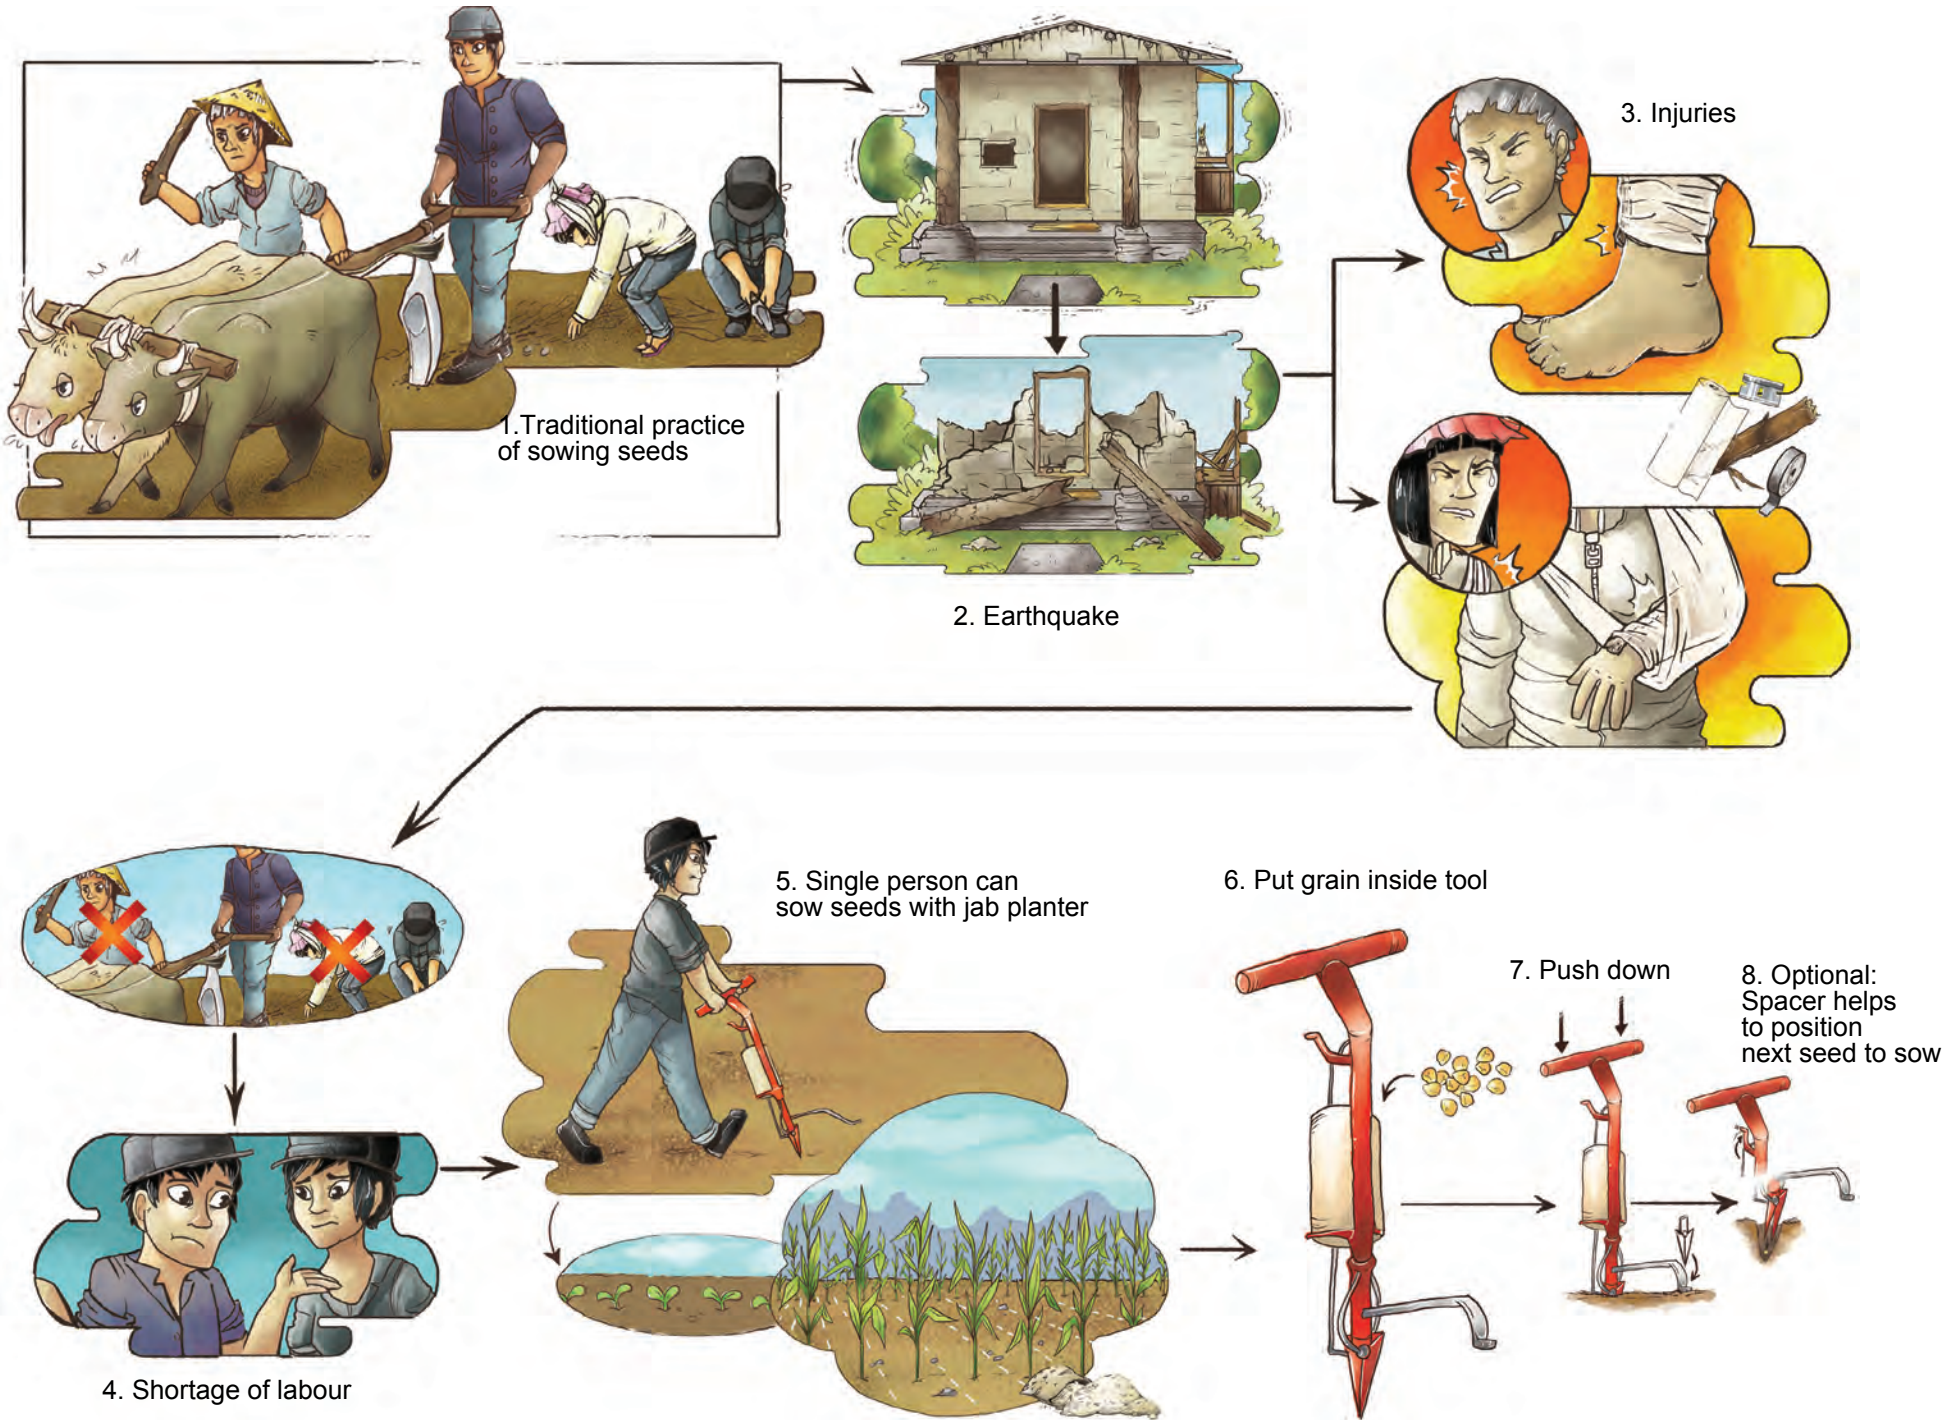 1.Traditional practice
of sowing seeds
2. Earthquake
3. Injuries
4. Shortage of labour
5. Single person can
sow seeds with jab planter
6. Put grain inside tool
7. Push down
8. Optional:
Spacer helps
to position
next seed to sow